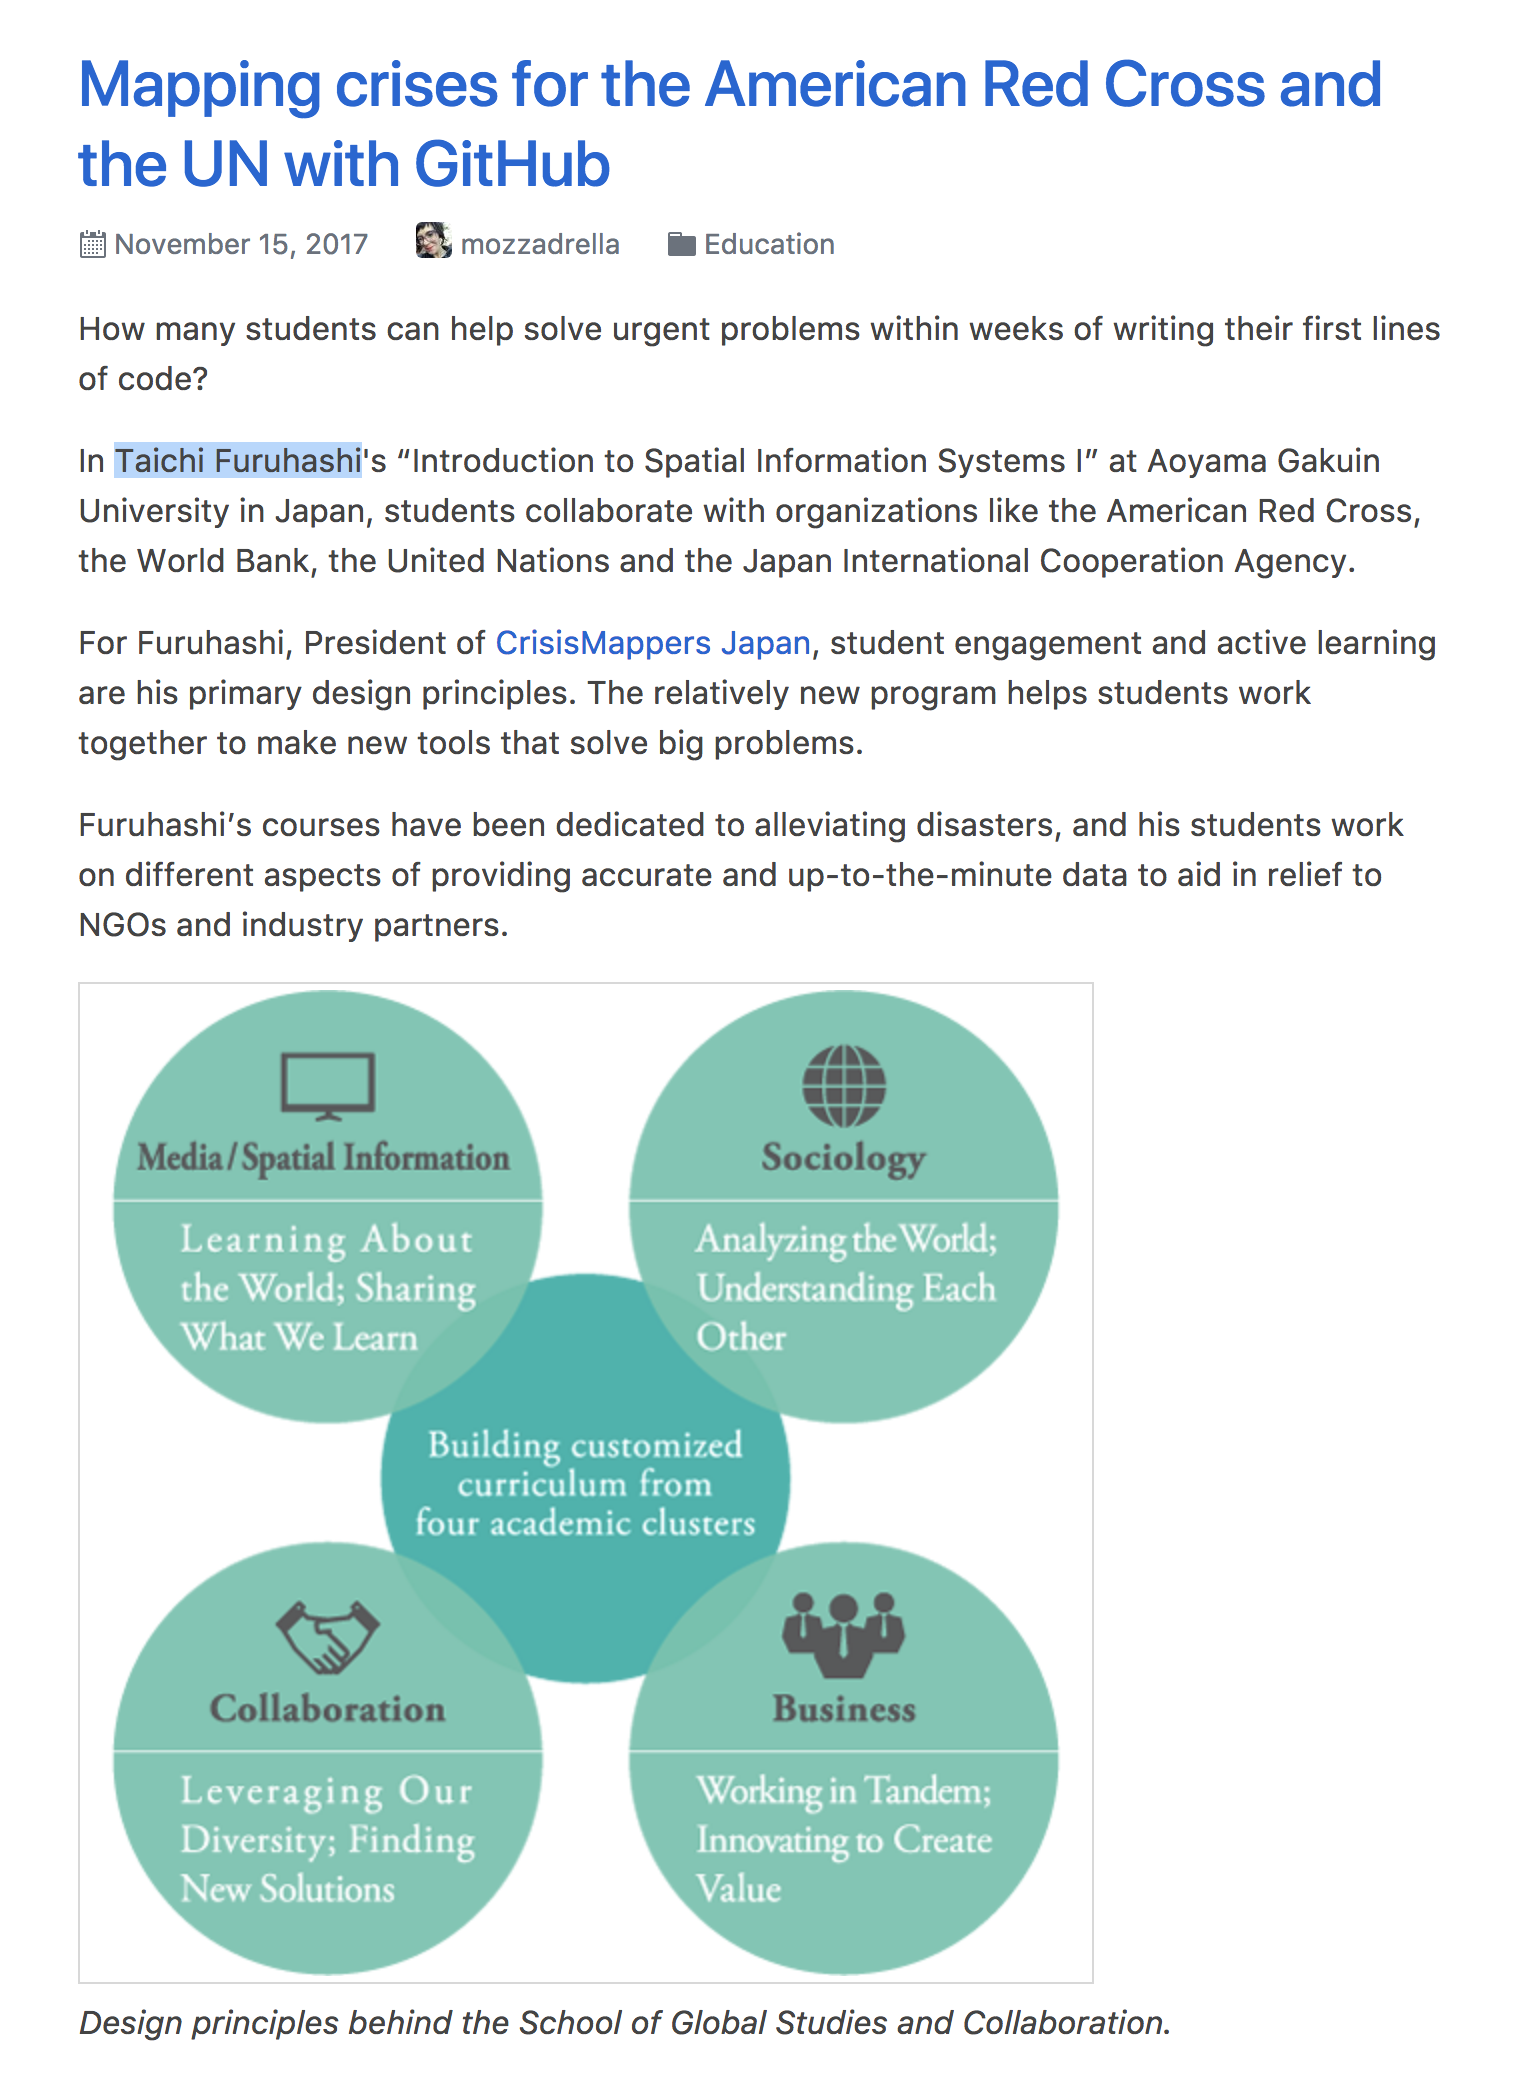 Mapping crises for the American Red Cross and
the UN with GitHub
November 15, 2017 mozzadrella Education
How many students can help solve urgent problems within weeks of writing their first lines
of code?
In Taichi Furuhashi's “Introduction to Spatial Information Systems I” at Aoyama Gakuin
University in Japan, students collaborate with organizations like the American Red Cross,
the World Bank, the United Nations and the Japan International Cooperation Agency.
For Furuhashi, President of CrisisMappers Japan, student engagement and active learning
are his primary design principles. The relatively new program helps students work
together to make new tools that solve big problems.
Furuhashi’s courses have been dedicated to alleviating disasters, and his students work
on different aspects of providing accurate and up-to-the-minute data to aid in relief to
NGOs and industry partners.
Media / Spatial Information
Learning About
the World; Sharing
What We Learn
Sociology
Analyzing the World;
Understanding Each
Other
Building customized
curriculum from
four academic clusters
Collaboration
Leveraging Our
Diversity; Finding
New Solutions
Business
Working in Tandem;
Innovating to Create
Value
Design principles behind the School of Global Studies and Collaboration.